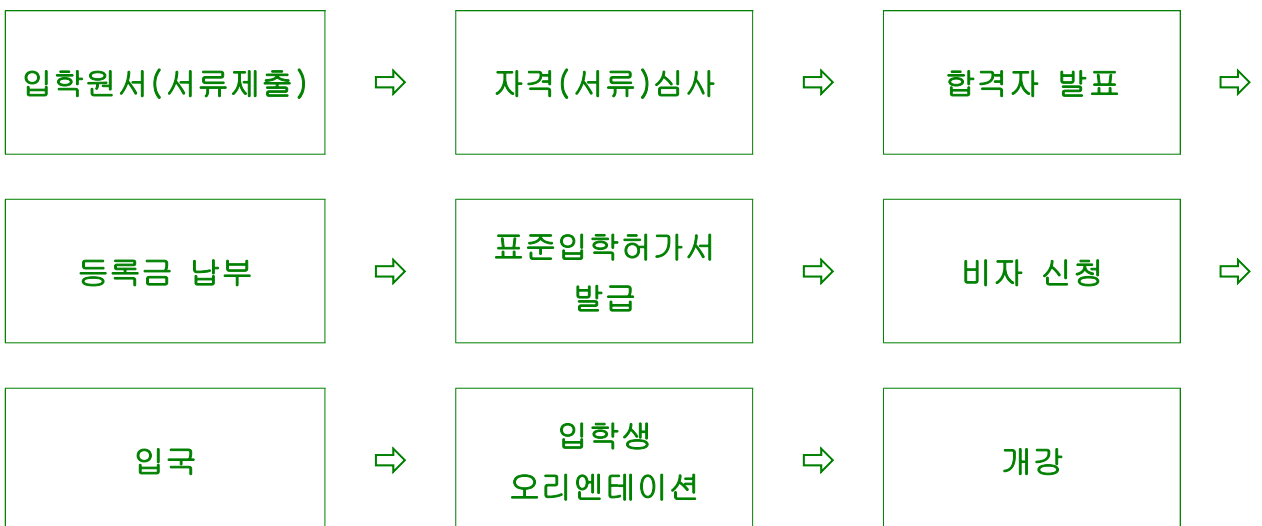 입학원서(서류제출) ⇨ 자격(서류)심사 ⇨ 합격자 발표 ⇨
등록금 납부 ⇨ 표준입학허가서
발급 ⇨ 비자 신청 ⇨
입국 ⇨ 입학생
오리엔테이션 ⇨ 개강